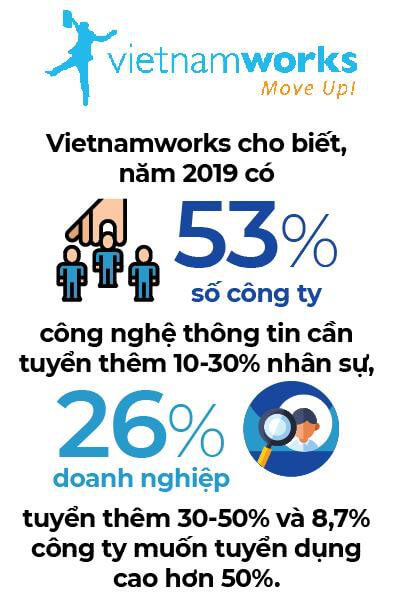 vietnamworks
Move Up!
Vietnamworks cho biết,
năm 2019 có
53%
số công ty
công nghệ thông tin cần
tuyển thêm 10-30% nhân sự,
26%
doanh nghiệp
tuyển thêm 30-50% và 8,7%
công ty muốn tuyển dụng
cao hơn 50%.